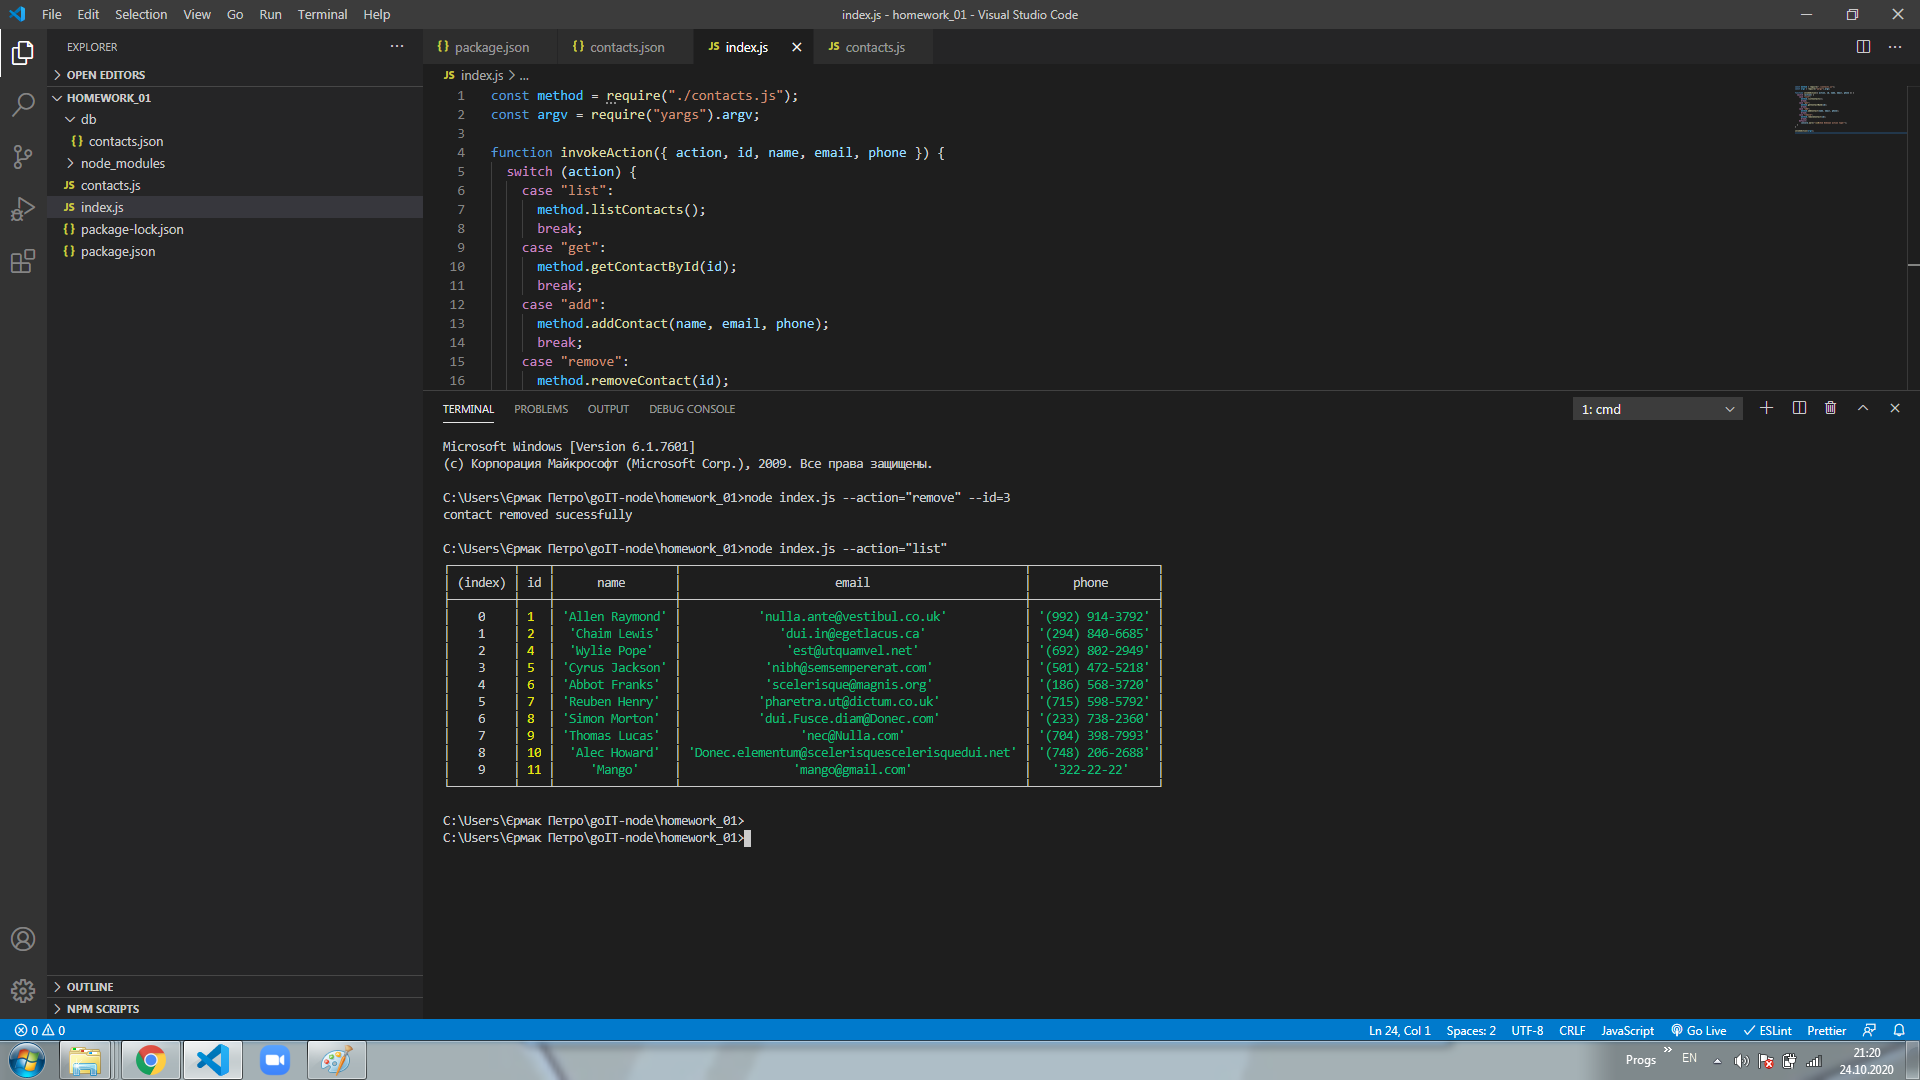 File Edit Selection View Go Run Terminal Help
index.js - homework_01 - Visual Studio Code
EXPLORER
OPEN EDITORS
HOMEWORK_01
db
contacts.json
node_modules
contacts.js
index.js
package-lock.json
package.json
OUTLINE
NPM SCRIPTS
package.json contacts.json index.js contacts.js
index.js > ...
1 const method = require("./contacts.js");
2 const argv = require("yargs").argv;
3
4 function invokeAction({ action, id, name, email, phone }) {
5 switch (action) {
6 case "list":
7 method.listContacts();
8 break;
9 case "get":
10 method.getContactById(id);
11 break;
12 case "add":
13 method.addContact(name, email, phone);
14 break;
15 case "remove":
16 method.removeContact(id);
TERMINAL PROBLEMS OUTPUT DEBUG CONSOLE
1: cmd
Microsoft Windows [Version 6.1.7601]
(c) Корпорация Майкрософт (Microsoft Corp.), 2009. Все права защищены.
C:\Users\Єрмак Петро\goIT-node\homework_01>node index.js --action="remove" --id=3
contact removed sucessfully
C:\Users\Єрмак Петро\goIT-node\homework_01>node index.js --action="list"
(index) id name email phone
0 1 'Allen Raymond' 'nulla.ante@vestibul.co.uk' '(992) 914-3792'
1 2 'Chaim Lewis' 'dui.in@egetlacus.ca' '(294) 840-6685'
2 4 'Wylie Pope' 'est@utquamvel.net' '(692) 802-2949'
3 5 'Cyrus Jackson' 'nibh@semsempererat.com' '(501) 472-5218'
4 6 'Abbot Franks' 'scelerisque@magnis.org' '(186) 568-3720'
5 7 'Reuben Henry' 'pharetra.ut@dictum.co.uk' '(715) 598-5792'
6 8 'Simon Morton' 'dui.Fusce.diam@Donec.com' '(233) 738-2360'
7 9 'Thomas Lucas' 'nec@Nulla.com' '(704) 398-7993'
8 10 'Alec Howard' 'Donec.elementum@scelerisquescelerisquedui.net' '(748) 206-2688'
9 11 'Mango' 'mango@gmail.com' '322-22-22'
C:\Users\Єрмак Петро\goIT-node\homework_01>
C:\Users\Єрмак Петро\goIT-node\homework_01>
0 0
Ln 24, Col 1 Spaces: 2 UTF-8 CRLF JavaScript Go Live ESLint Prettier
Progs » EN
21:20
24.10.2020